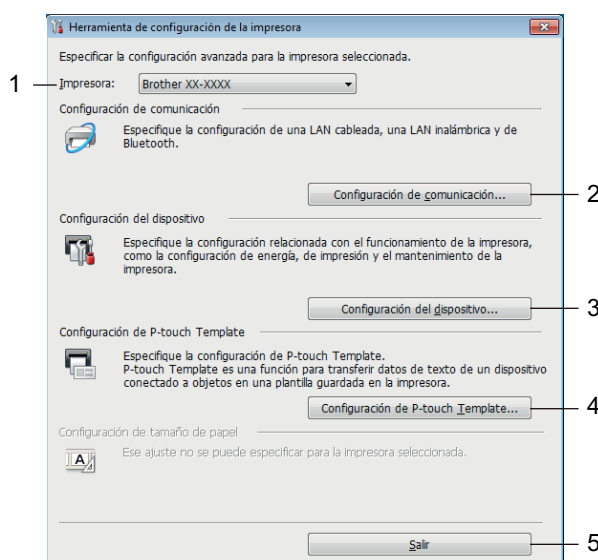 Herramienta de configuración de la impresora
Especificar la configuración avanzada para la impresora seleccionada.
1
Impresora:
Brother XX-XXXX
Configuración de comunicación
Especifique la configuración de una LAN cableada, una LAN inalámbrica y de
Bluetooth.
Configuración de comunicación...
2
Configuración del dispositivo
Especifique la configuración relacionada con el funcionamiento de la impresora,
como la configuración de energía, de impresión y el mantenimiento de la
impresora.
Configuración del dispositivo...
3
Configuración de P-touch Template
Especifique la configuración de P-touch Template.
P-touch Template es una función para transferir datos de texto de un dispositivo
conectado a objetos en una plantilla guardada en la impresora.
Configuración de P-touch Template...
4
Configuración de tamaño de papel
A
Ese ajuste no se puede especificar para la impresora seleccionada.
Salir
5